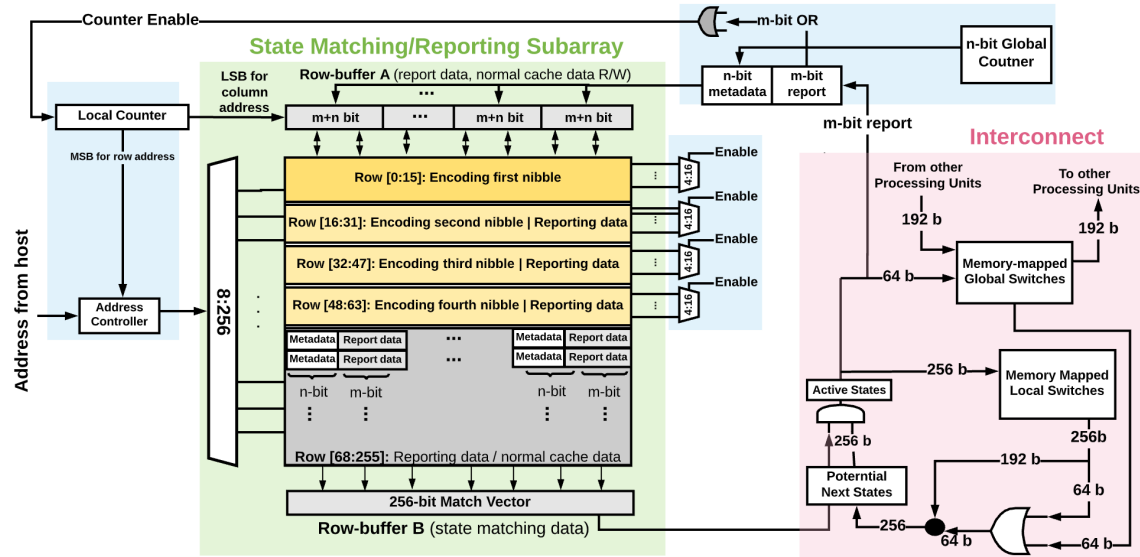 Counter Enable
m-bit OR
n-bit Global
Coutner
State Matching/Reporting Subarray
LSB for
column
address
Row-buffer A (report data, normal cache data R/W)
...
n-bit
metadata
m-bit
report
m-bit report
Local Counter
m+n bit
...
m+n bit
m+n bit
MSB for row address
Row [0:15]: Encoding first nibble
Row [16:31]: Encoding second nibble | Reporting data
Row [32:47]: Encoding third nibble | Reporting data
Row [48:63]: Encoding fourth nibble | Reporting data
4:16
Enable
4:16
Enable
4:16
Enable
4:16
Enable
Address from host
Address
Controller
8:256
Metadata
Report data
...
Metadata
Report data
Metadata
Report data
...
Metadata
Report data
n-bit
m-bit
n-bit
m-bit
Row [68:255]: Reporting data / normal cache data
256-bit Match Vector
Row-buffer B (state matching data)
Interconnect
From other
Processing Units
To other
Processing Units
192 b
192 b
64 b
Memory-mapped
Global Switches
256 b
Memory Mapped
Local Switches
Active States
256 b
256b
192 b
Potenntial
Next States
64 b
256
64 b
64 b